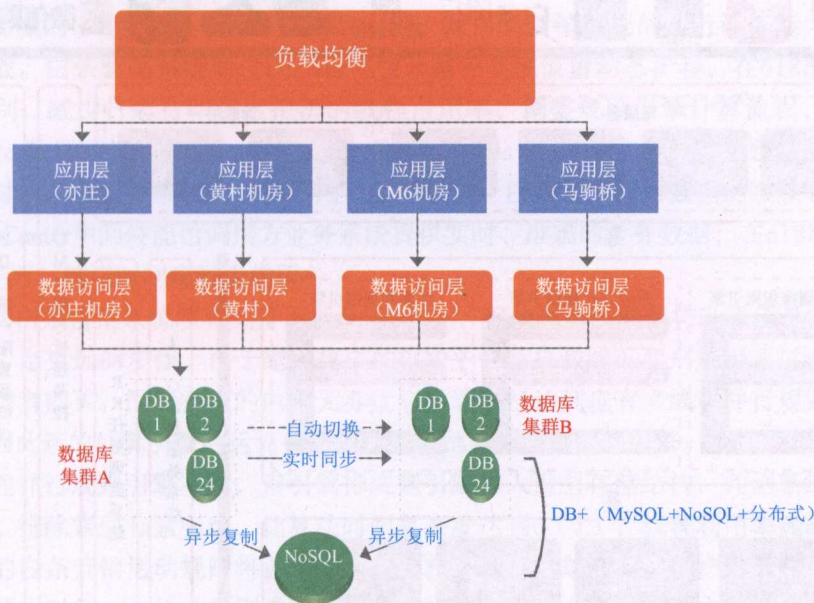 负载均衡
应用层
（亦庄）
应用层
（黄村机房）
应用层
（M6机房）
应用层
（马驹桥）
数据访问层
（亦庄机房）
数据访问层
（黄村）
数据访问层
（M6机房）
数据访问层
（马驹桥）
DB
1
DB
2
DB
24
数据库
集群A
自动切换
实时同步
DB
1
DB
2
DB
24
数据库
集群B
异步复制
异步复制
NoSQL
DB+（MySQL+NoSQL+分布式）